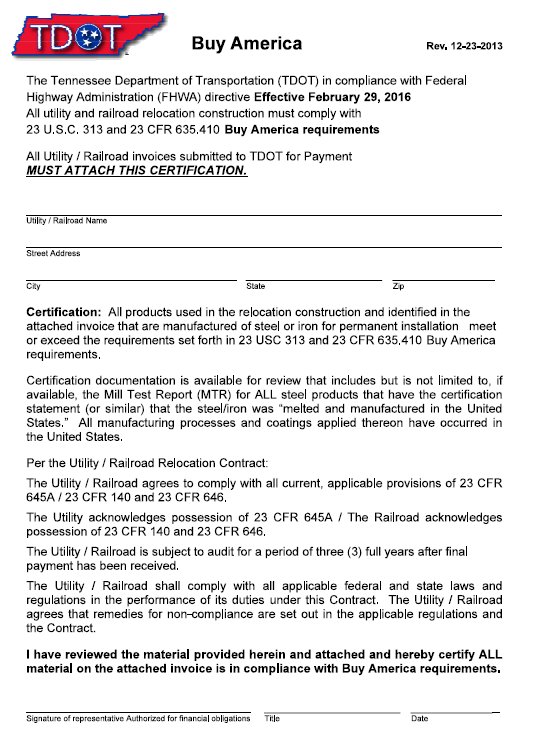 TDOT
Buy America
Rev. 12-23-2013
The Tennessee Department of Transportation (TDOT) in compliance with Federal
Highway Administration (FHWA) directive Effective February 29, 2016
All utility and railroad relocation construction must comply with
23 U.S.C. 313 and 23 CFR 635.410 Buy America requirements
All Utility / Railroad invoices submitted to TDOT for Payment
MUST ATTACH THIS CERTIFICATION.
Utility / Railroad Name
Street Address
City State Zip
Certification: All products used in the relocation construction and identified in the
attached invoice that are manufactured of steel or iron for permanent installation meet
or exceed the requirements set forth in 23 USC 313 and 23 CFR 635.410 Buy America
requirements.
Certification documentation is available for review that includes but is not limited to, if
available, the Mill Test Report (MTR) for ALL steel products that have the certification
statement (or similar) that the steel/iron was "melted and manufactured in the United
States." All manufacturing processes and coatings applied thereon have occurred in
the United States.
Per the Utility / Railroad Relocation Contract:
The Utility / Railroad agrees to comply with all current, applicable provisions of 23 CFR
645A / 23 CFR 140 and 23 CFR 646.
The Utility acknowledges possession of 23 CFR 645A / The Railroad acknowledges
possession of 23 CFR 140 and 23 CFR 646.
The Utility / Railroad is subject to audit for a period of three (3) full years after final
payment has been received.
The Utility / Railroad shall comply with all applicable federal and state laws and
regulations in the performance of its duties under this Contract. The Utility / Railroad
agrees that remedies for non-compliance are set out in the applicable regulations and
the Contract.
I have reviewed the material provided herein and attached and hereby certify ALL
material on the attached invoice is in compliance with Buy America requirements.
Signature of representative Authorized for financial obligations Title Date